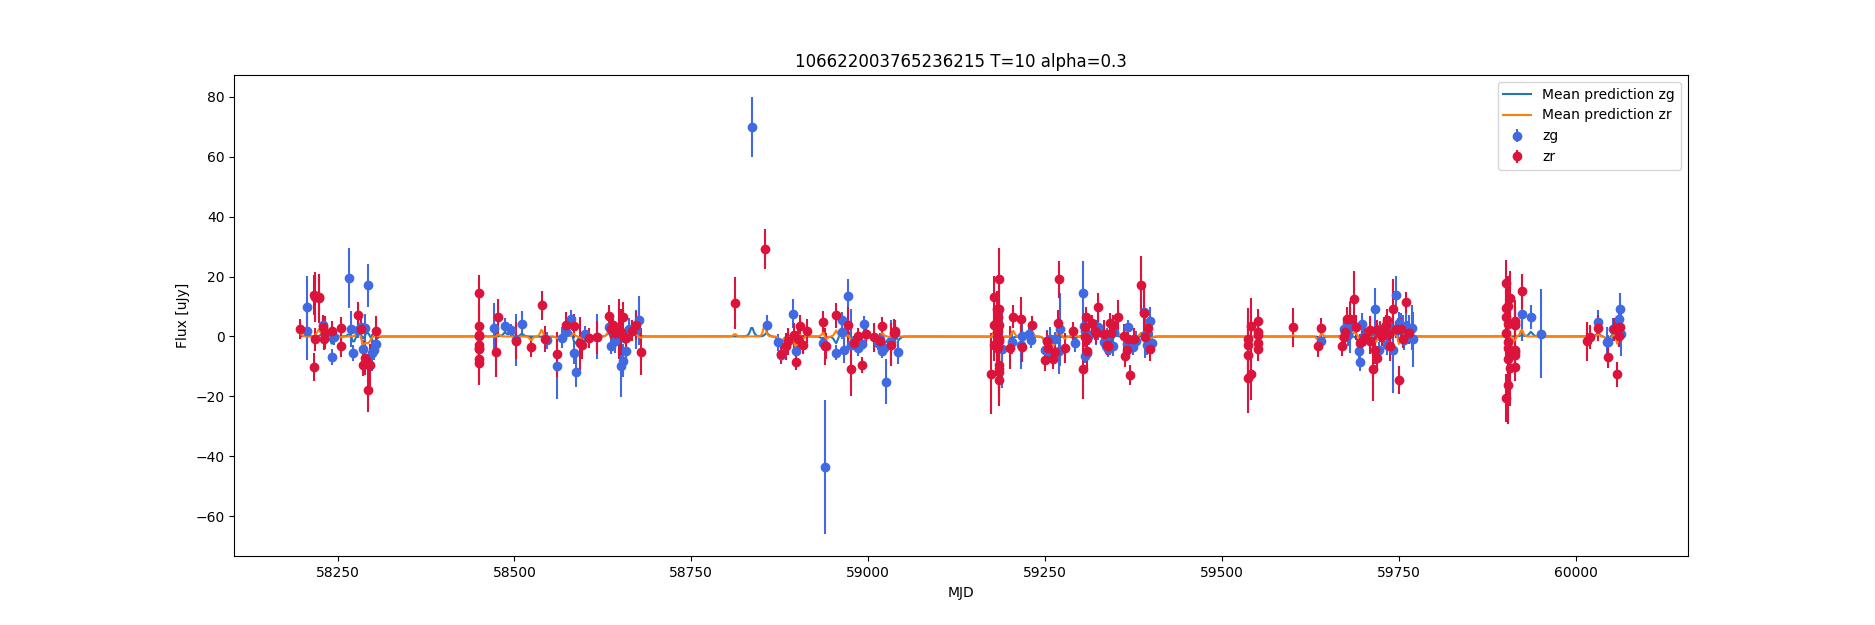 106622003765236215 T=10 alpha=0.3
Mean prediction zg
Mean prediction zr
zg
zr
80
60
40
20
0
−20
−40
−60
Flux [uJy]
58250 58500 58750 59000 59250 59500 59750 60000
MJD